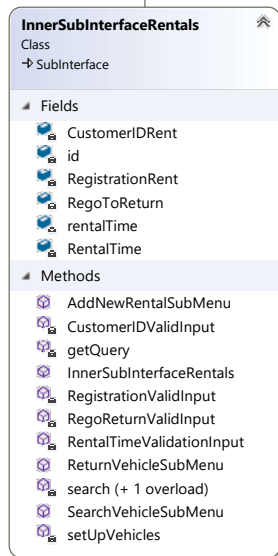 InnerSubInterfaceRentals
Class
SubInterface
Fields
CustomerIDRent
id
RegistrationRent
RegoToReturn
rentalTime
RentalTime
Methods
AddNewRentalSubMenu
CustomerIDValidInput
getQuery
InnerSubInterfaceRentals
RegistrationValidInput
RegoReturnValidInput
RentalTimeValidationInput
ReturnVehicleSubMenu
search (+ 1 overload)
SearchVehicleSubMenu
setUpVehicles